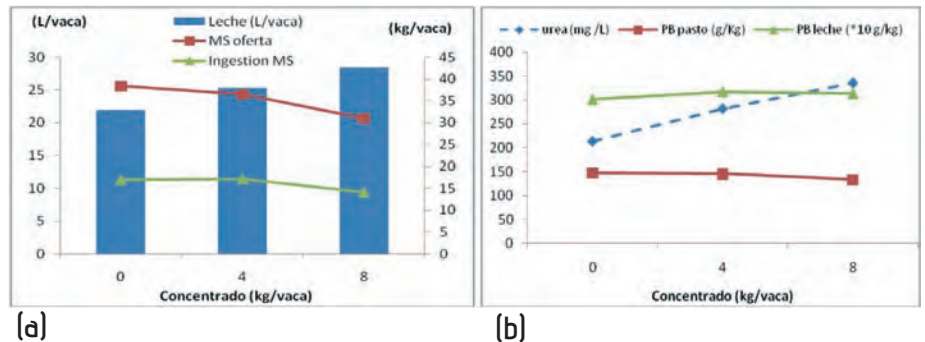 (L/vaca)
Leche (L/vaca)
MS oferta
Ingestion MS
(kg/vaca)
30
25
20
15
10
5
0
45
40
35
30
25
20
15
10
5
0
0 4 8
Concentrado (kg/vaca)
(a)
urea (mg /L) PB pasto (g/Kg) PB leche (*10 g/kg)
400
350
300
250
200
150
100
50
0
0 4 8
Concentrado (kg/vaca)
(b)